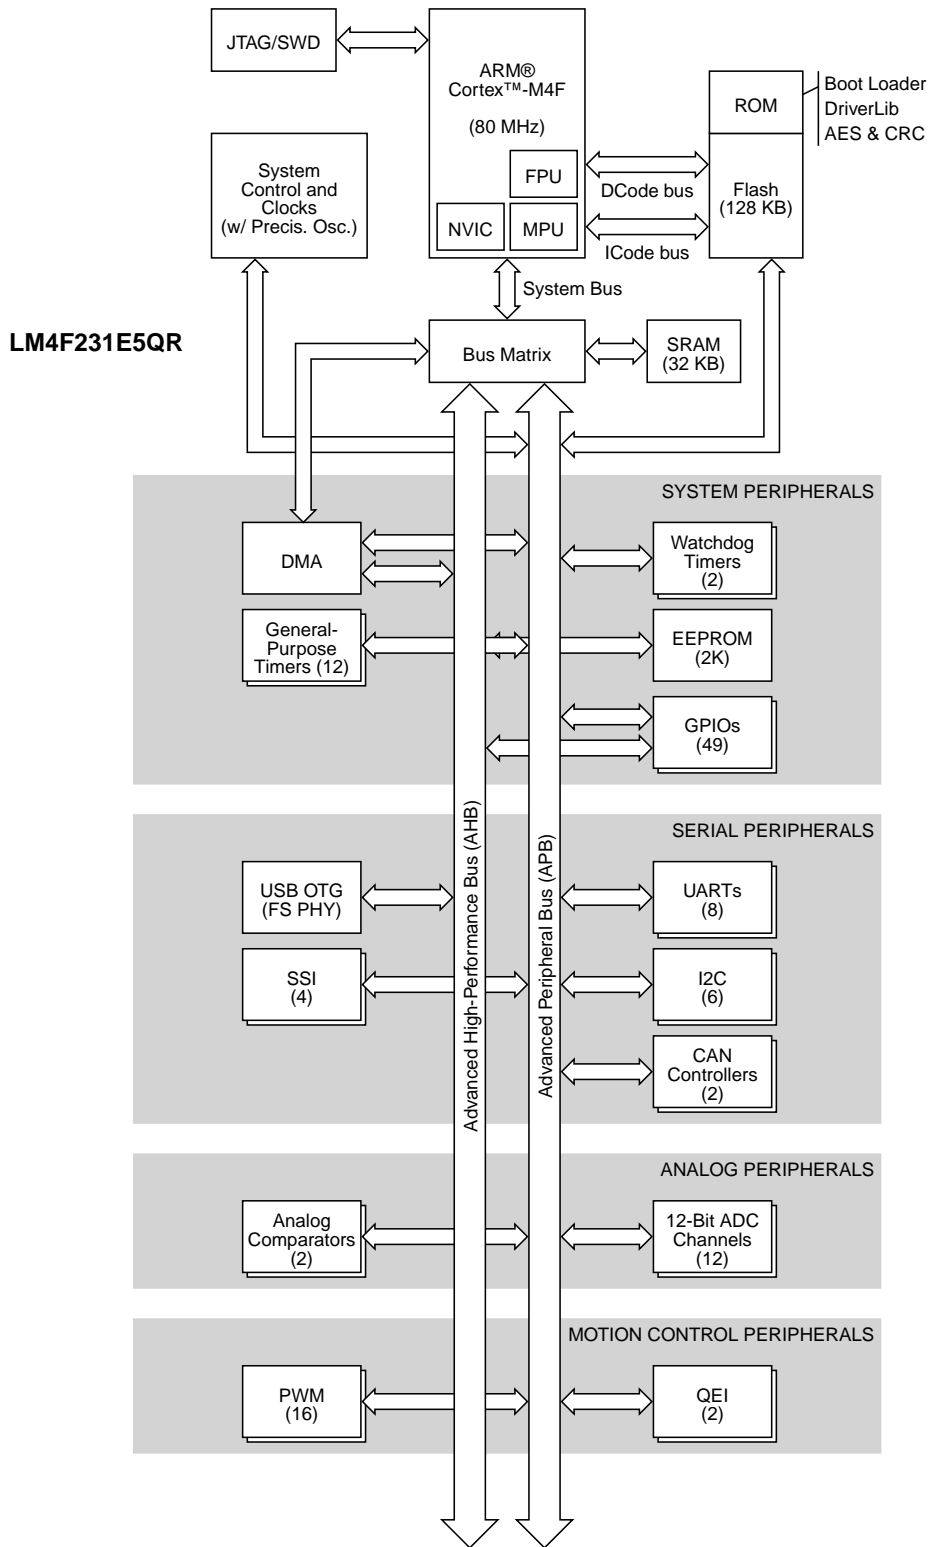 JTAG/SWD
ARM®
Cortex™-M4F
(80 MHz)
ROM
Boot Loader
DriverLib
AES & CRC
System
Control and
Clocks
(w/ Precis. Osc.)
FPU
NVIC
MPU
DCode bus
ICode bus
Flash
(128 KB)
System Bus
LM4F231E5QR
Bus Matrix
SRAM
(32 KB)
SYSTEM PERIPHERALS
DMA
Watchdog
Timers
(2)
General-
Purpose
Timers (12)
EEPROM
(2K)
GPIOs
(49)
Advanced High-Performance Bus (AHB)
Advanced Peripheral Bus (APB)
SERIAL PERIPHERALS
USB OTG
(FS PHY)
UARTs
(8)
SSI
(4)
I2C
(6)
CAN
Controllers
(2)
ANALOG PERIPHERALS
Analog
Comparators
(2)
12-Bit ADC
Channels
(12)
MOTION CONTROL PERIPHERALS
PWM
(16)
QEI
(2)